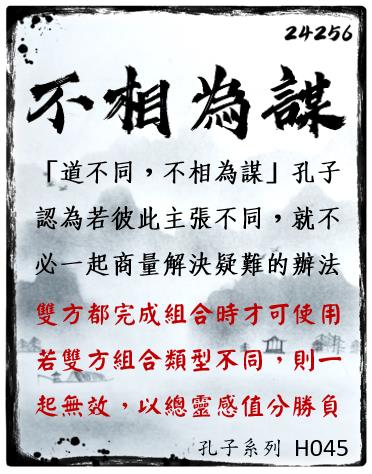 24256
不相為謀
「道不同，不相為謀」孔子
認為若彼此主張不同，就不
必一起商量解決疑難的辦法
雙方都完成組合時才可使用
若雙方組合類型不同，則一
起無效，以總靈感值分勝負
孔子系列 H045